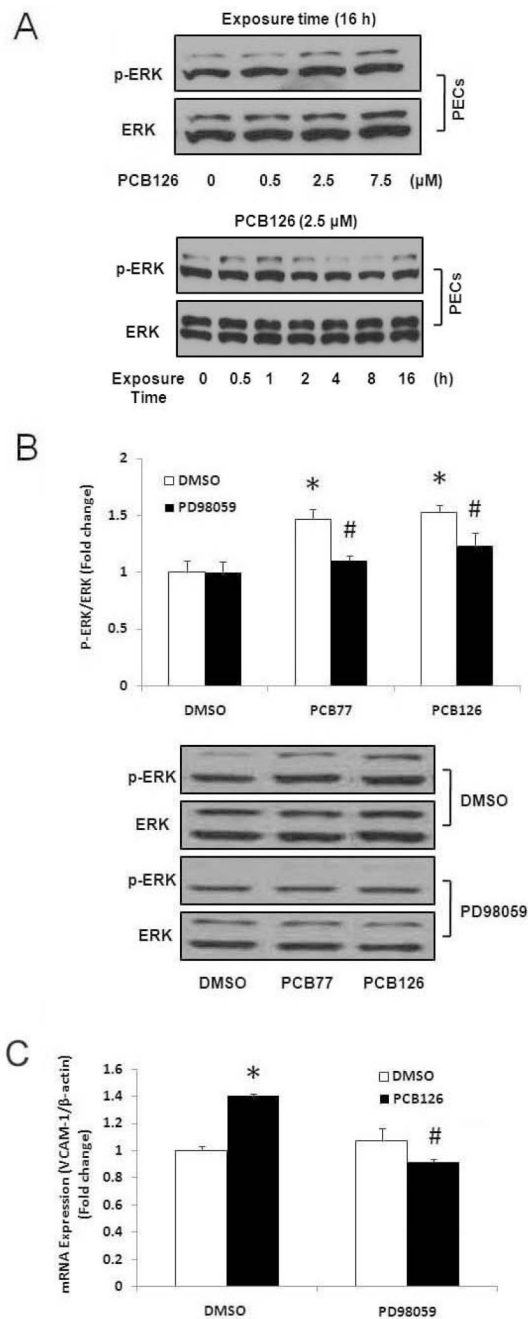 A
Exposure time (16 h)
p-ERK
ERK
PECs
PCB126 0 0.5 2.5 7.5 (µM)
PCB126 (2.5 µM)
p-ERK
ERK
PECs
Exposure Time 0 0.5 1 2 4 8 16 (h)
B
P-ERK/ERK (Fold change)
2
1.5
1
0.5
0
DMSO
PD98059
*
#
*
#
DMSO PCB77 PCB126
p-ERK
ERK
DMSO
p-ERK
ERK
PD98059
DMSO PCB77 PCB126
C
mRNA Expression (VCAM-1/β-actin)
(Fold change)
1.6
1.4
1.2
1
0.8
0.6
0.4
0.2
0
*
DMSO
PCB126
#
DMSO PD98059